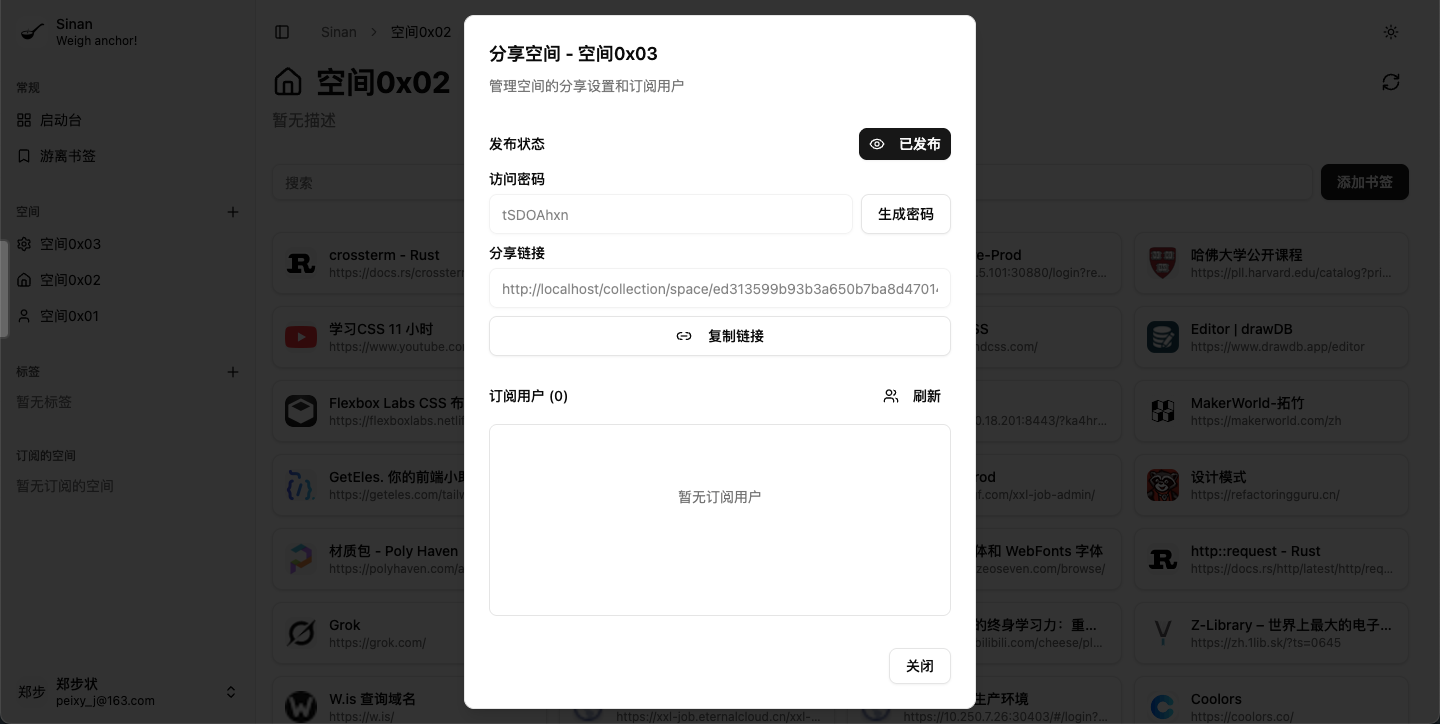 Sinan
Weigh anchor!
常规
启动台
游离书签
空间
空间0x03
空间0x02
空间0x01
标签
暂无标签
订阅的空间
暂无订阅的空间
郑步
郑步状
peixy_j@163.com
Sinan
空间0x02
空间0x02
暂无描述
搜索
添加书签
分享空间 - 空间0x03
管理空间的分享设置和订阅用户
发布状态
已发布
访问密码
tSDOAhxn
生成密码
分享链接
http://localhost/collection/space/ed313599b93b3a650b7ba8d4701
复制链接
订阅用户 (0)
刷新
暂无订阅用户
关闭
crossterm - Rust
https://docs.rs/crossterm
e-Prod
.5.101:30880/login?re...
哈佛大学公开课程
https://pll.harvard.edu/catalog?pri...
学习CSS 11 小时
https://www.youtube.com
SS
ndcss.com/
Editor | drawDB
https://www.drawdb.app/editor
Flexbox Labs CSS 布
https://flexboxlabs.netli
0.18.201:8443/?ka4hr...
MakerWorld-拓竹
https://makerworld.com/zh
GetEles. 你的前端小
https://geteles.com/tailw
rod
nf.com/xxl-job-admin/
设计模式
https://refactoringguru.cn/
材质包 - Poly Haven
https://polyhaven.com/a
体和 WebFonts 字体
zeoseven.com/browse/
http::request - Rust
https://docs.rs/http/latest/http/req...
Grok
https://grok.com/
的终身学习力：重...
bilibili.com/cheese/pl...
Z-Library – 世界上最大的电子...
https://zh.1lib.sk/?ts=0645
W.is 查询域名
https://w.is/
https://xxl-job.eternalcloud.cn/xxl-...
生产环境
https://10.250.7.26:30403/#/login?...
Coolors
https://coolors.co/